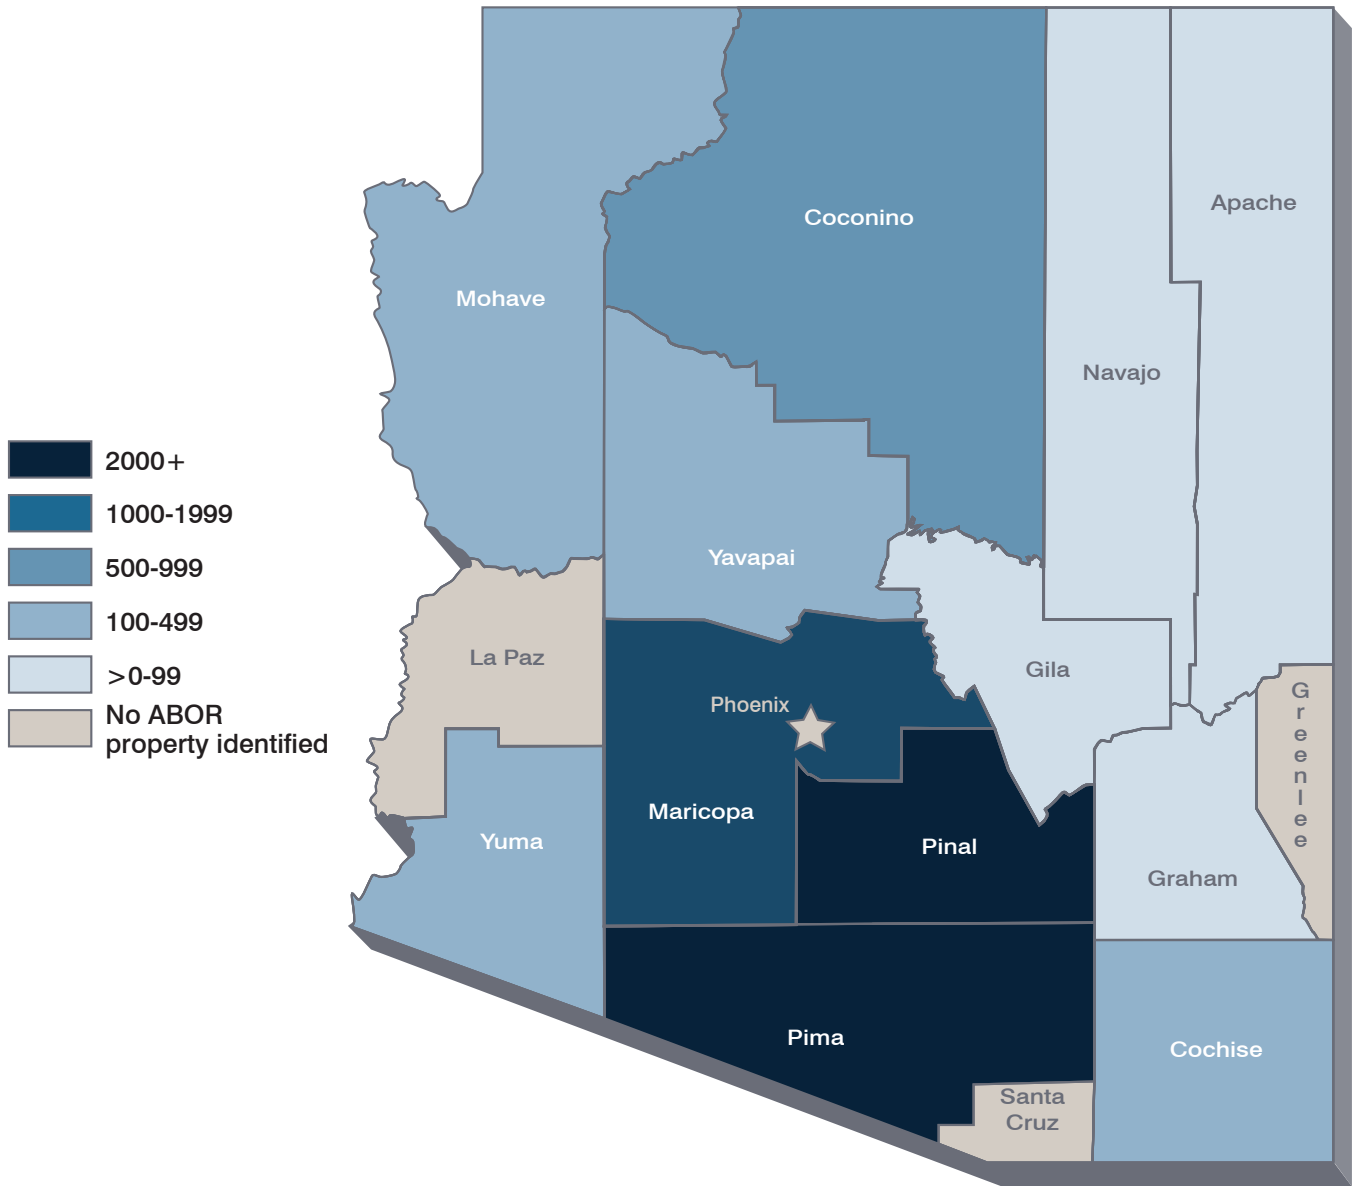 Coconino
Apache
Mohave
Navajo
2000+
1000-1999
500-999
100-499
>0-99
No ABOR
property identified
Yavapai
La Paz
Gila
Phoenix
Greenlee
Maricopa
Yuma
Pinal
Graham
Pima
Cochise
Santa
Cruz